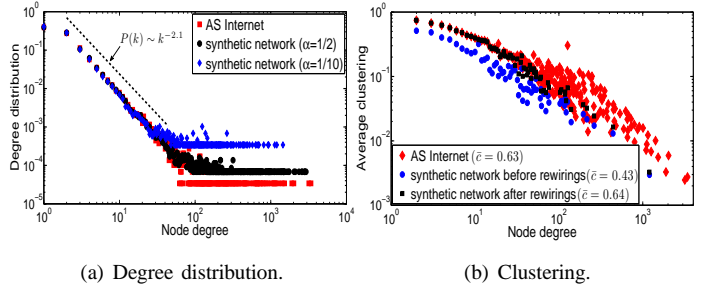 P(k) ~ k^{-2.1}
AS Internet
synthetic network (α=1/2)
synthetic network (α=1/10)
Degree distribution
10^0
10^{-1}
10^{-2}
10^{-3}
10^{-4}
10^{-5}
10^0 10^1 10^2 10^3 10^4
Node degree
(a) Degree distribution.
Average clustering
10^0
10^{-1}
10^{-2}
10^{-3}
AS Internet (c̄ = 0.63)
synthetic network before rewirings (c̄ = 0.43)
synthetic network after rewirings (c̄ = 0.64)
10^0 10^1 10^2 10^3
Node degree
(b) Clustering.